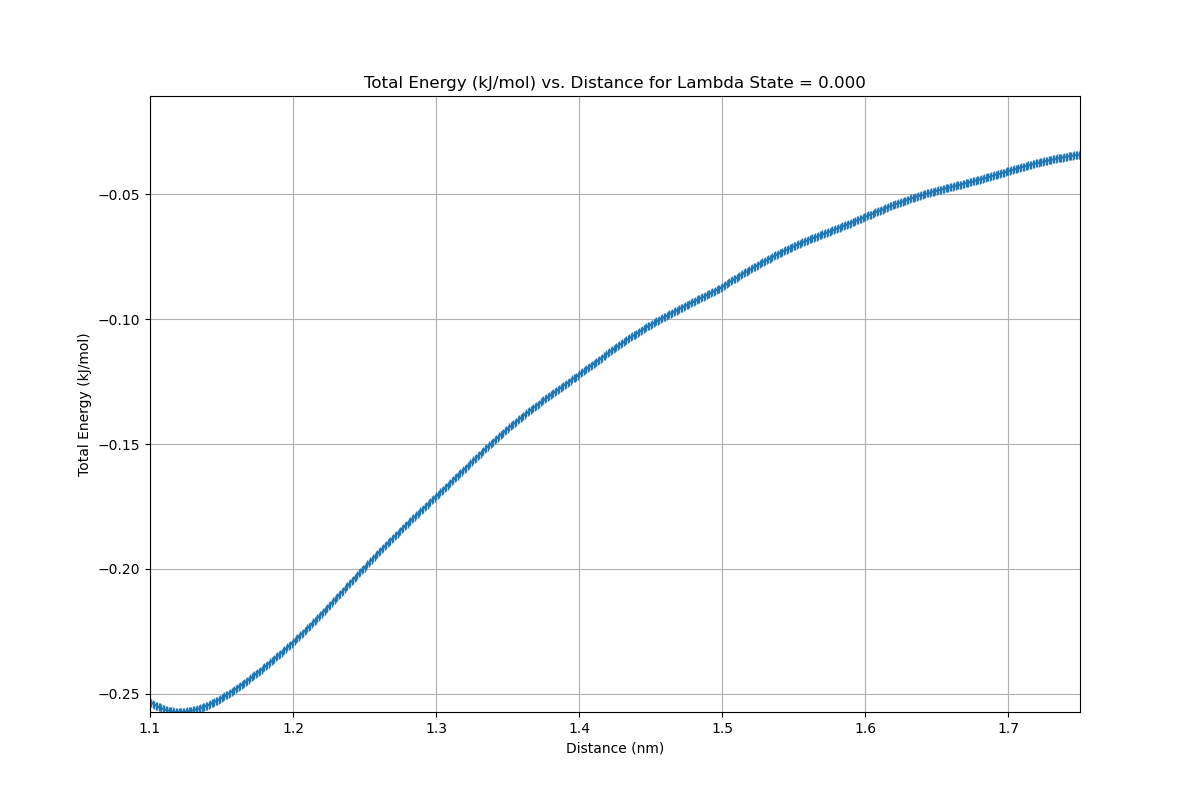 Total Energy (kJ/mol) vs. Distance for Lambda State = 0.000
Total Energy (kJ/mol)
−0.05
−0.10
−0.15
−0.20
−0.25
1.1 1.2 1.3 1.4 1.5 1.6 1.7
Distance (nm)